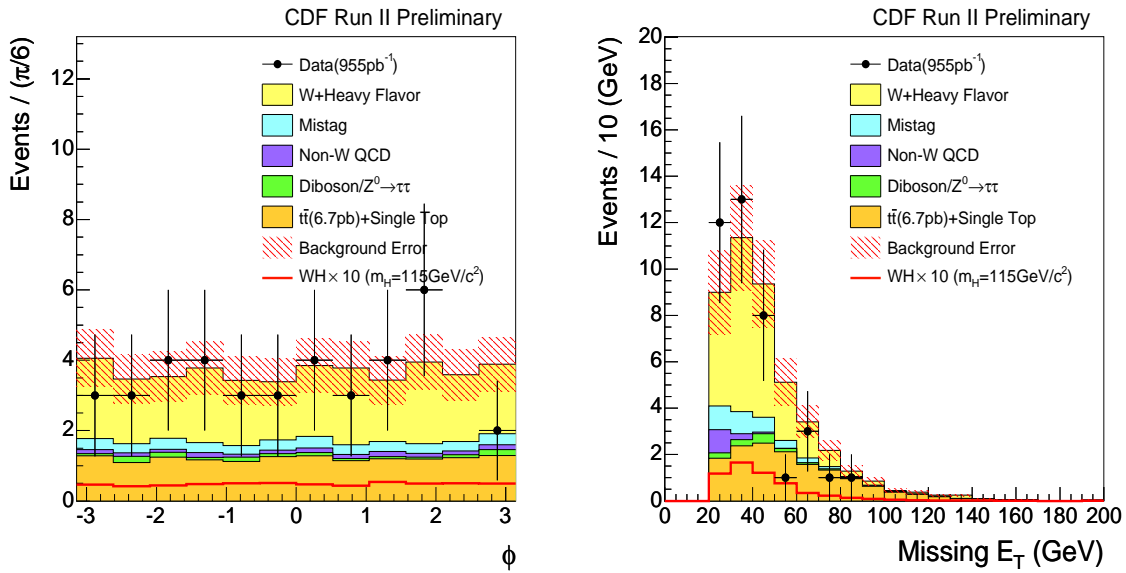 CDF Run II Preliminary
Events / (π/6)
12
10
8
6
4
2
0
Data(955pb⁻¹)
W+Heavy Flavor
Mistag
Non-W QCD
Diboson/Z⁰→ττ
tt̄(6.7pb)+Single Top
Background Error
WH×10 (m_H=115GeV/c²)
-3 -2 -1 0 1 2 3
ϕ
CDF Run II Preliminary
Events / 10 (GeV)
20
18
16
14
12
10
8
6
4
2
0
Data(955pb⁻¹)
W+Heavy Flavor
Mistag
Non-W QCD
Diboson/Z⁰→ττ
tt̄(6.7pb)+Single Top
Background Error
WH×10 (m_H=115GeV/c²)
0 20 40 60 80 100 120 140 160 180 200
Missing E_T (GeV)